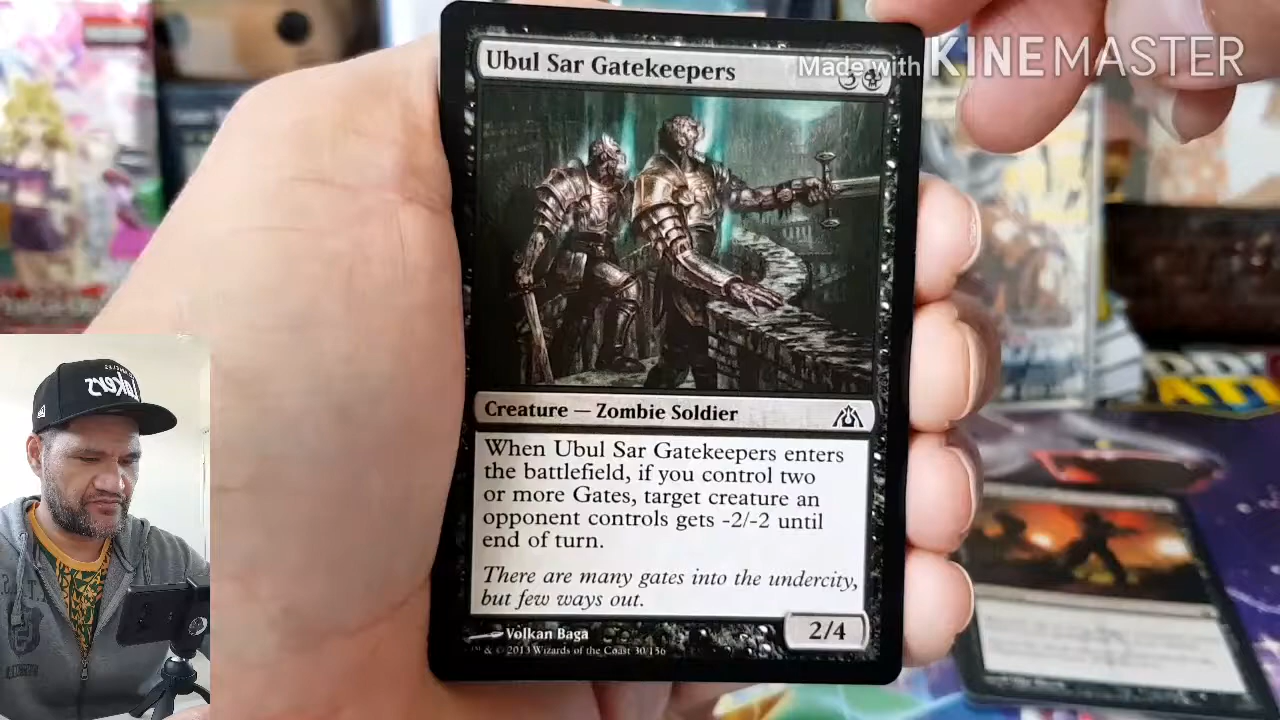 Made with KINEMASTER
Ubul Sar Gatekeepers
3
Creature — Zombie Soldier
When Ubul Sar Gatekeepers enters
the battlefield, if you control two
or more Gates, target creature an
opponent controls gets -2/-2 until
end of turn.
There are many gates into the undercity,
but few ways out.
2/4
Volkan Baga
™ & © 2013 Wizards of the Coast 30/156
Lakers